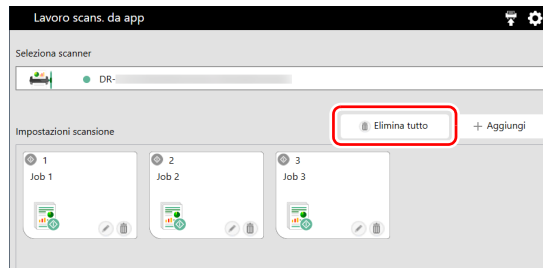 Lavoro scans. da app
Seleziona scanner
DR-
Impostazioni scansione
Elimina tutto
+ Aggiungi
1
Job 1
2
Job 2
3
Job 3